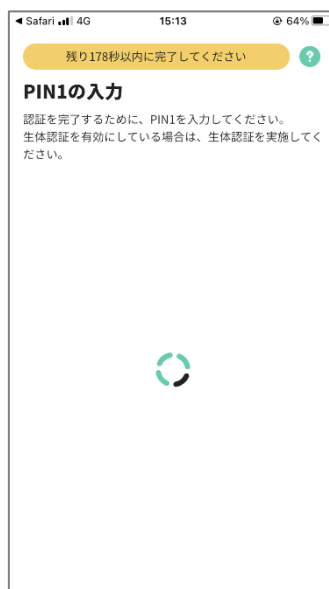 ◀ Safari 4G 15:13 64%
残り178秒以内に完了してください ?
PIN1の入力
認証を完了するために、PIN1を入力してください。
生体認証を有効にしている場合は、生体認証を実施してく
ださい。